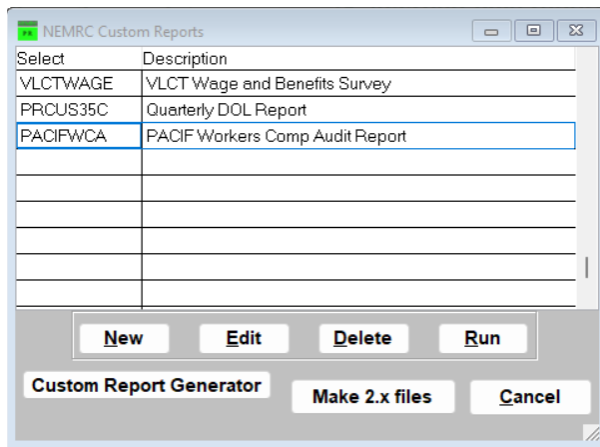 PR NEMRC Custom Reports
Select Description
VLCTWAGE VLCT Wage and Benefits Survey
PRCUS35C Quarterly DOL Report
PACIFWCA PACIF Workers Comp Audit Report
New Edit Delete Run
Custom Report Generator Make 2.x files Cancel